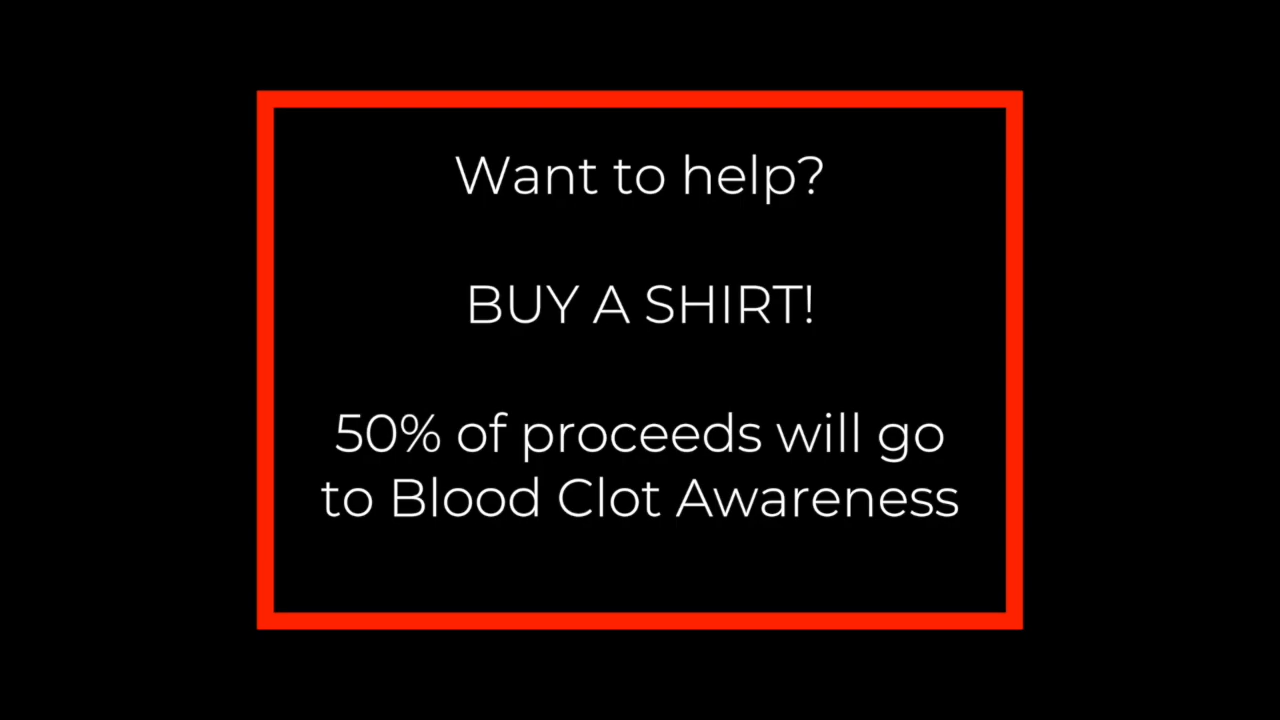 Want to help?
BUY A SHIRT!
50% of proceeds will go
to Blood Clot Awareness